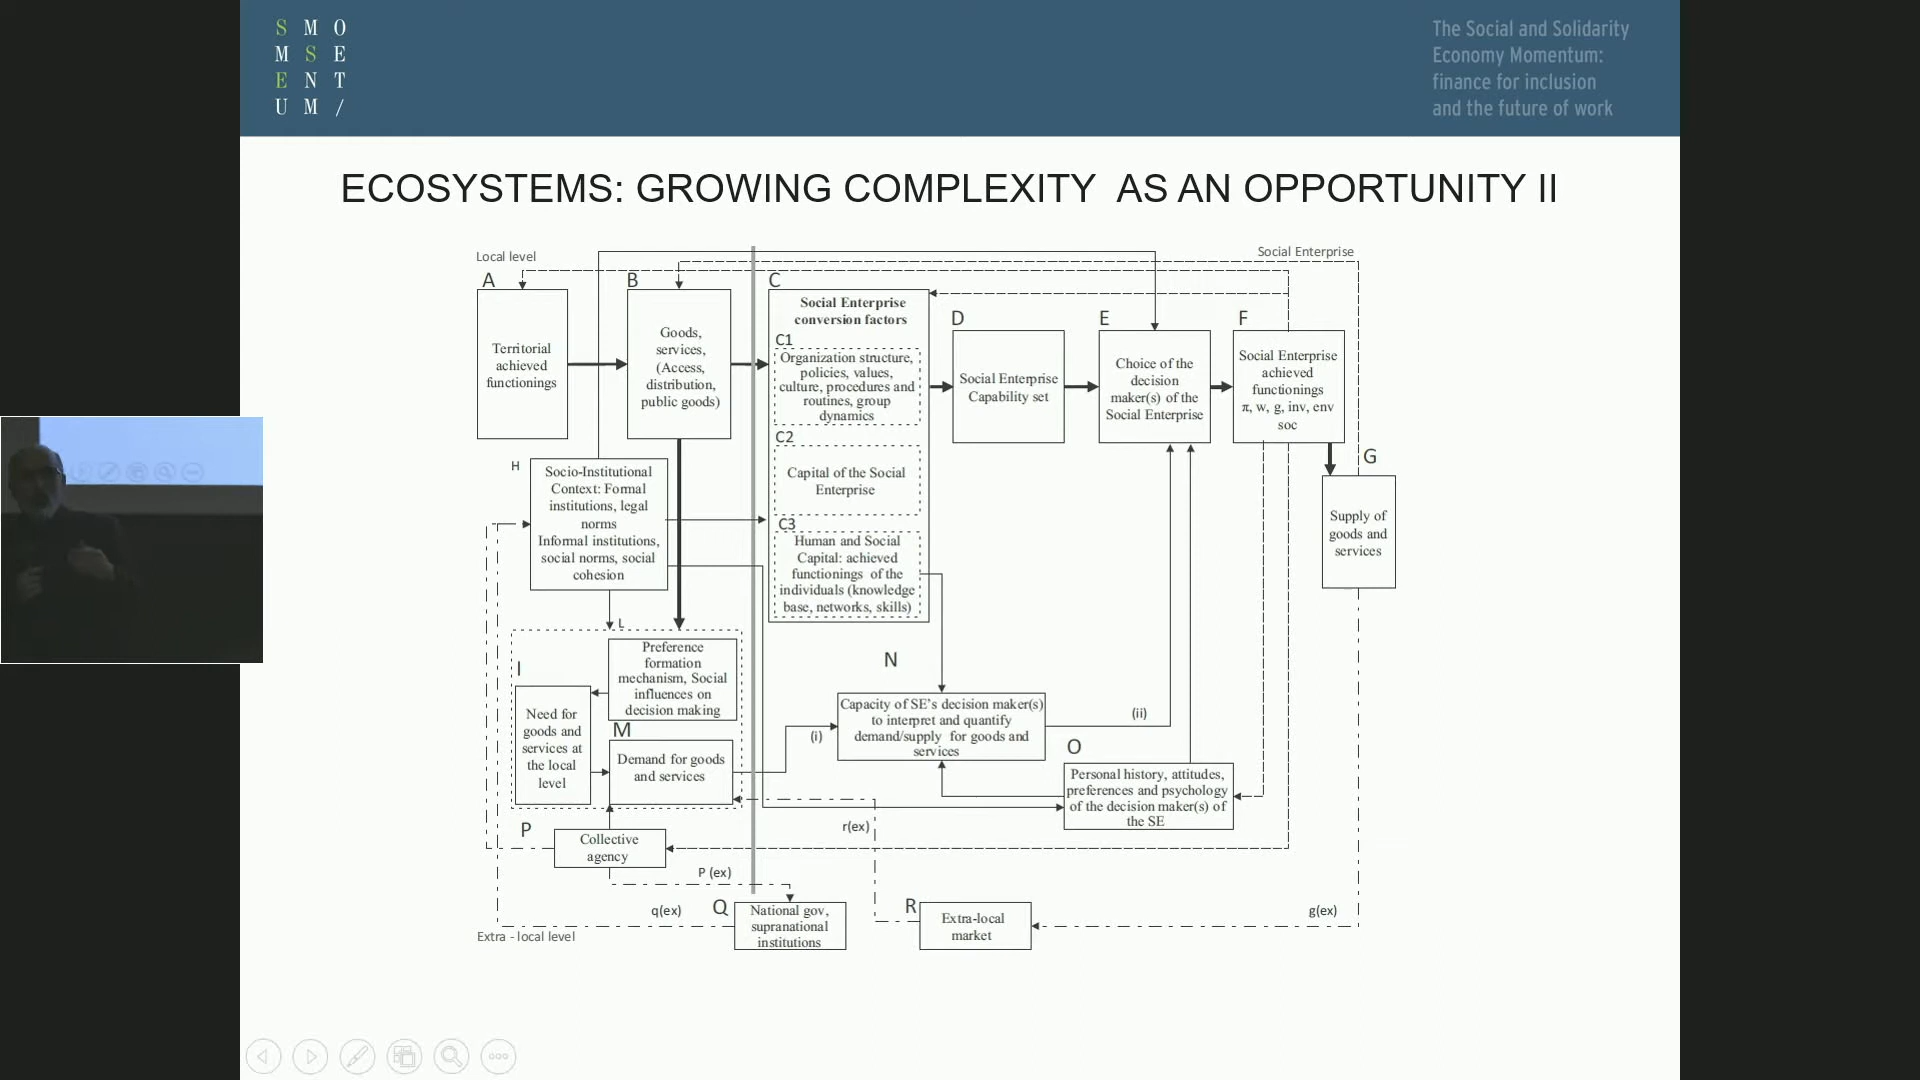 S M O
M S E
E N T
U M /
The Social and Solidarity
Economy Momentum:
finance for inclusion
and the future of work
ECOSYSTEMS: GROWING COMPLEXITY AS AN OPPORTUNITY II
Local level
Social Enterprise
A
Territorial
achieved
functionings
B
Goods,
services,
(Access,
distribution,
public goods)
C
Social Enterprise
conversion factors
C1
Organization structure,
policies, values,
culture, procedures and
routines, group
dynamics
C2
Capital of the Social
Enterprise
C3
Human and Social
Capital: achieved
functionings of the
individuals (knowledge
base, networks, skills)
D
Social Enterprise
Capability set
E
Choice of the
decision
maker(s) of the
Social Enterprise
F
Social Enterprise
achieved
functionings
π, w, g, inv, env
soc
G
Supply of
goods and
services
H
Socio-Institutional
Context: Formal
institutions, legal
norms
Informal institutions,
social norms, social
cohesion
L
Preference
formation
mechanism, Social
influences on
decision making
I
Need for
goods and
services at
the local
level
M
Demand for goods
and services
(i)
N
Capacity of SE's decision maker(s)
to interpret and quantify
demand/supply for goods and
services
(ii)
O
Personal history, attitudes,
preferences and psychology
of the decision maker(s) of
the SE
r(ex)
P
Collective
agency
P (ex)
q(ex)
Q
National gov,
supranational
institutions
R
Extra-local
market
g(ex)
Extra - local level